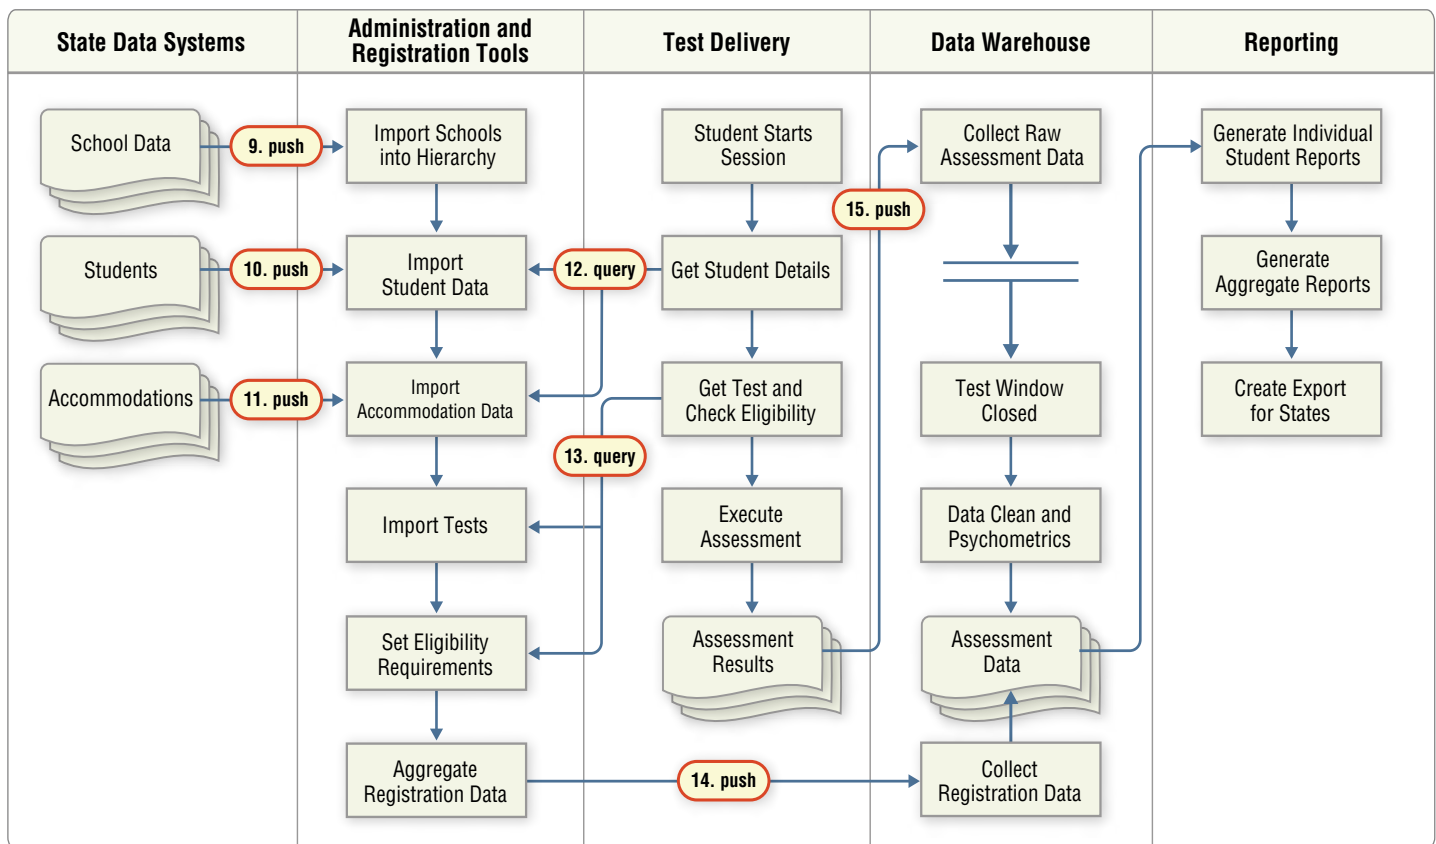 State Data Systems
Administration and
Registration Tools
Test Delivery
Data Warehouse
Reporting
School Data
9. push
Import Schools
into Hierarchy
Student Starts
Session
Collect Raw
Assessment Data
Generate Individual
Student Reports
15. push
Students
10. push
Import
Student Data
12. query
Get Student Details
Generate
Aggregate Reports
Accommodations
11. push
Import
Accommodation Data
Get Test and
Check Eligibility
Test Window
Closed
Create Export
for States
13. query
Import Tests
Execute
Assessment
Data Clean and
Psychometrics
Set Eligibility
Requirements
Assessment
Results
Assessment
Data
Aggregate
Registration Data
14. push
Collect
Registration Data